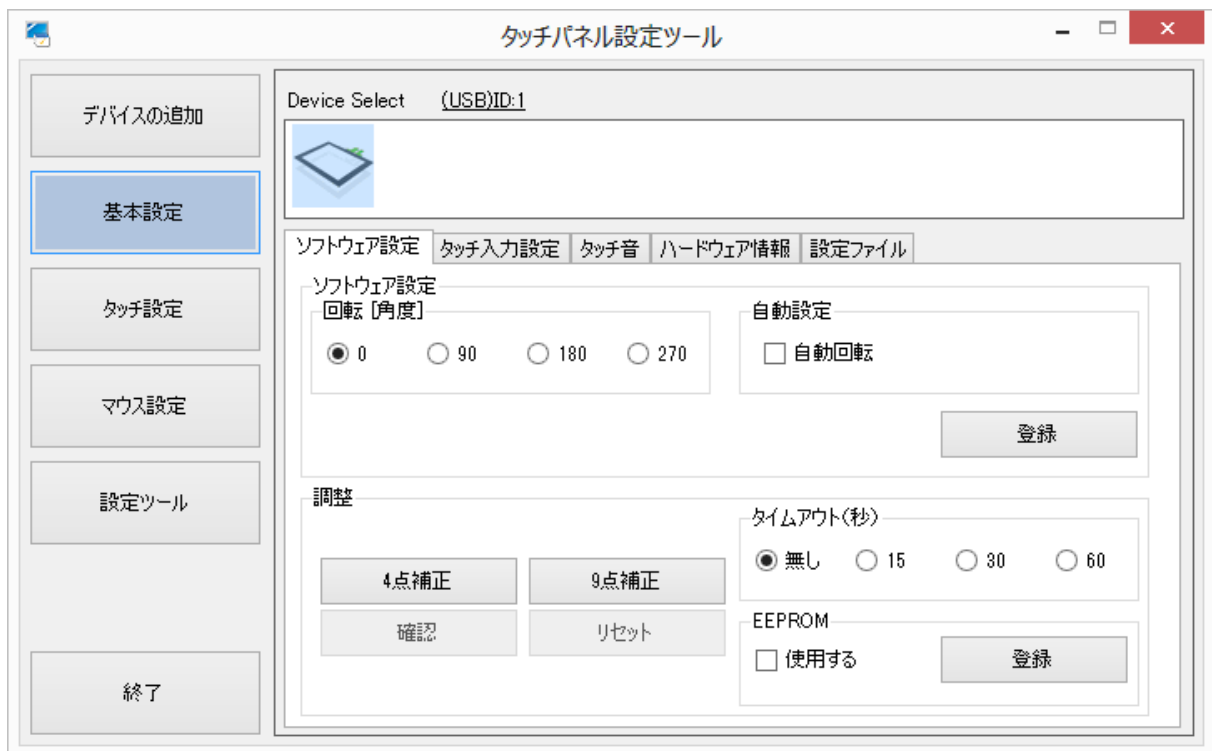 タッチパネル設定ツール
デバイスの追加
基本設定
タッチ設定
マウス設定
設定ツール
終了
Device Select (USB)ID:1
ソフトウェア設定 タッチ入力設定 タッチ音 ハードウェア情報 設定ファイル
ソフトウェア設定
回転 [角度]
0 90 180 270
自動設定
自動回転
登録
調整
4点補正 9点補正
確認 リセット
タイムアウト(秒)
無し 15 30 60
EEPROM
使用する 登録